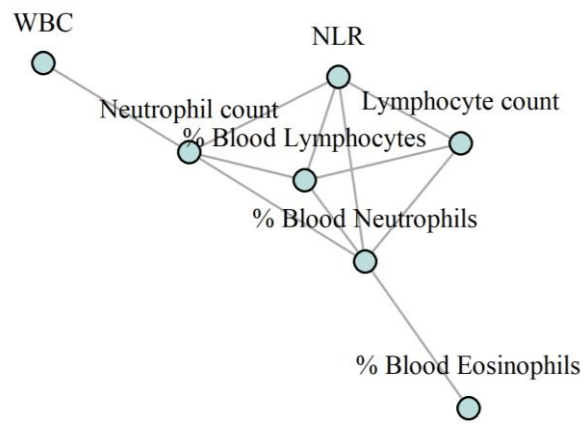 WBC
NLR
Neutrophil count
Lymphocyte count
% Blood Lymphocytes
% Blood Neutrophils
% Blood Eosinophils